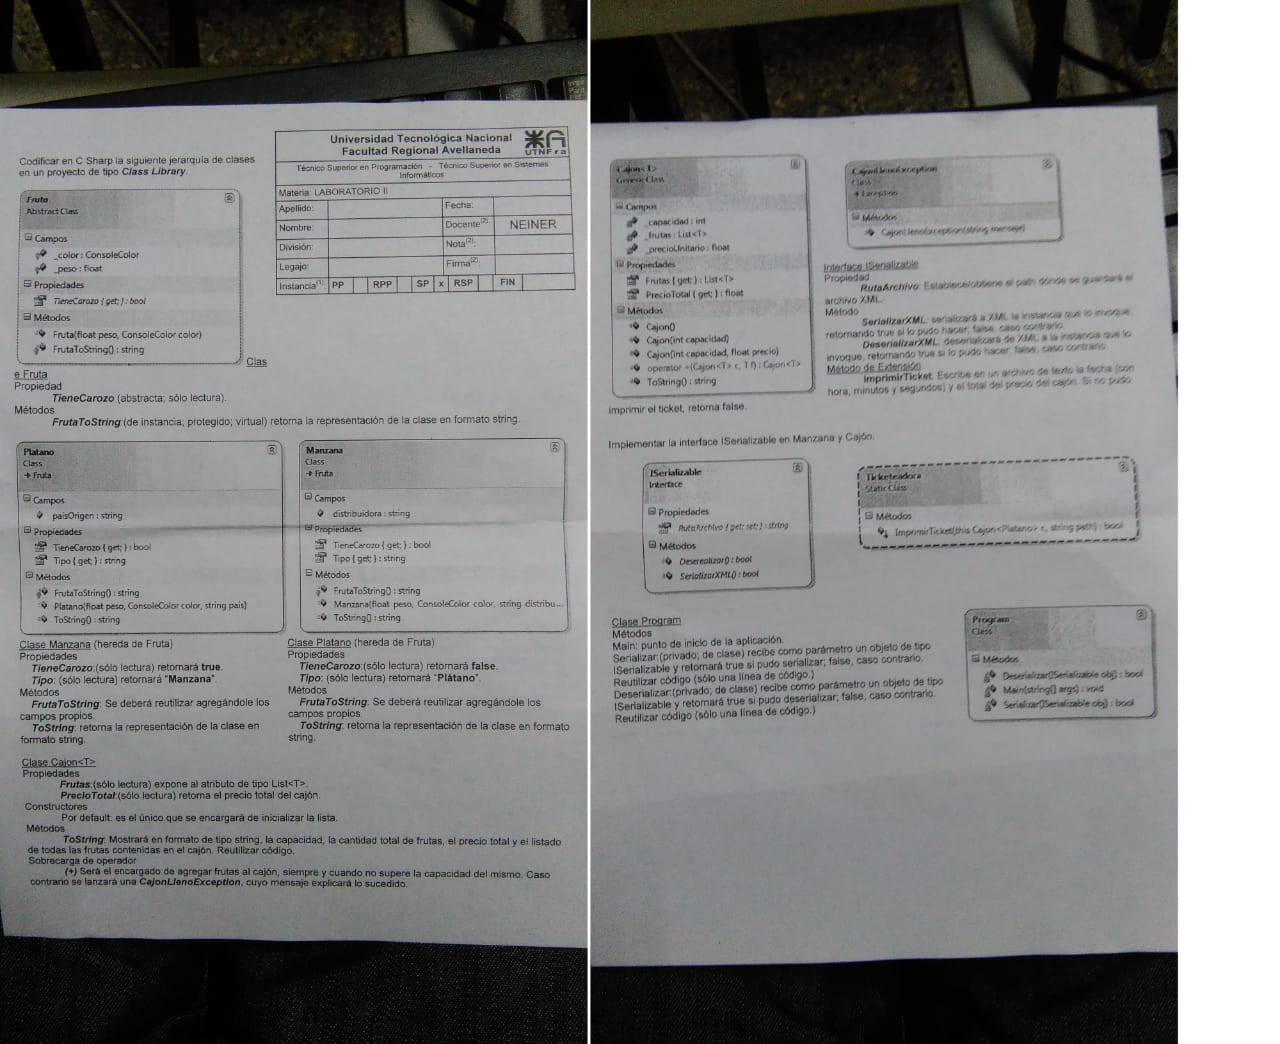 Codificar en C Sharp la siguiente jerarquía de clases
en un proyecto de tipo Class Library.
Universidad Tecnológica Nacional
Facultad Regional Avellaneda
UTNFra
Técnico Superior en Programación - Técnico Superior en Sistemas
Informáticos
Materia: LABORATORIO II
Apellido:
Fecha:
Nombre:
Docente(2):
NEINER
División:
Nota(2):
Legajo:
Firma(2):
Instancia(1): PP RPP SP x RSP FIN
Fruta
Abstract Class
Campos
_color : ConsoleColor
_peso : float
Propiedades
TieneCarozo { get; } : bool
Métodos
Fruta(float peso, ConsoleColor color)
FrutaToString() : string
Clas
e Fruta
Propiedad
TieneCarozo (abstracta; sólo lectura).
Métodos
FrutaToString:(de instancia; protegido; virtual) retorna la representación de la clase en formato string.
Platano
Class
Fruta
Campos
paisOrigen : string
Propiedades
TieneCarozo { get; } : bool
Tipo { get; } : string
Métodos
FrutaToString() : string
Platano(float peso, ConsoleColor color, string pais)
ToString() : string
Manzana
Class
Fruta
Campos
distribuidora : string
Propiedades
TieneCarozo { get; } : bool
Tipo { get; } : string
Métodos
FrutaToString() : string
Manzana(float peso, ConsoleColor color, string distribu...
ToString() : string
Clase Manzana (hereda de Fruta)
Propiedades
TieneCarozo:(sólo lectura) retornará true.
Tipo: (sólo lectura) retornará "Manzana".
Métodos
FrutaToString: Se deberá reutilizar agregándole los
campos propios.
ToString: retorna la representación de la clase en
formato string.
Clase Platano (hereda de Fruta)
Propiedades
TieneCarozo:(sólo lectura) retornará false.
Tipo: (sólo lectura) retornará "Plátano".
Métodos
FrutaToString: Se deberá reutilizar agregándole los
campos propios.
ToString: retorna la representación de la clase en formato
string.
Clase Cajon<T>
Propiedades
Frutas:(sólo lectura) expone al atributo de tipo List<T>.
PrecioTotal:(sólo lectura) retorna el precio total del cajón.
Constructores
Por default: es el único que se encargará de inicializar la lista.
Métodos
ToString: Mostrará en formato de tipo string, la capacidad, la cantidad total de frutas, el precio total y el listado
de todas las frutas contenidas en el cajón. Reutilizar código.
Sobrecarga de operador
(+) Será el encargado de agregar frutas al cajón, siempre y cuando no supere la capacidad del mismo. Caso
contrario se lanzará una CajonLlenoException, cuyo mensaje explicará lo sucedido.
Cajon<T>
Generic Class
Campos
_capacidad : int
_frutas : List<T>
_precioUnitario : float
Propiedades
Frutas { get; } : List<T>
PrecioTotal { get; } : float
Métodos
Cajon()
Cajon(int capacidad)
Cajon(int capacidad, float precio)
operator +(Cajon<T> c, T f) : Cajon<T>
ToString() : string
CajonLlenoException
Class
Exception
Métodos
CajonLlenoException(string mensaje)
Interface ISerializable
Propiedad
RutaArchivo: Establece/obtiene el path dónde se guardará el
archivo XML.
Método
SerializarXML: serializará a XML la instancia que lo invoque,
retornando true si lo pudo hacer; false, caso contrario.
DeserializarXML: deserializará de XML a la instancia que lo
invoque, retornando true si lo pudo hacer; false, caso contrario.
Método de Extensión
ImprimirTicket: Escribe en un archivo de texto la fecha (con
hora, minutos y segundos) y el total del precio del cajón. Si no pudo
imprimir el ticket, retorna false.
Implementar la interface ISerializable en Manzana y Cajón.
ISerializable
Interface
Propiedades
RutaArchivo { get; set; } : string
Métodos
Deserealizar() : bool
SerializarXML() : bool
Ticketeadora
Static Class
Métodos
ImprimirTicket(this Cajon<Platano> c, string path) : bool
Clase Program
Métodos
Main: punto de inicio de la aplicación.
Serializar:(privado; de clase) recibe como parámetro un objeto de tipo
ISerializable y retornará true si pudo serializar; false, caso contrario.
Reutilizar código (sólo una línea de código.)
Deserializar:(privado; de clase) recibe como parámetro un objeto de tipo
ISerializable y retornará true si pudo deserializar; false, caso contrario.
Reutilizar código (sólo una línea de código.)
Program
Class
Métodos
Deserializar(ISerializable obj) : bool
Main(string[] args) : void
Serializar(ISerializable obj) : bool